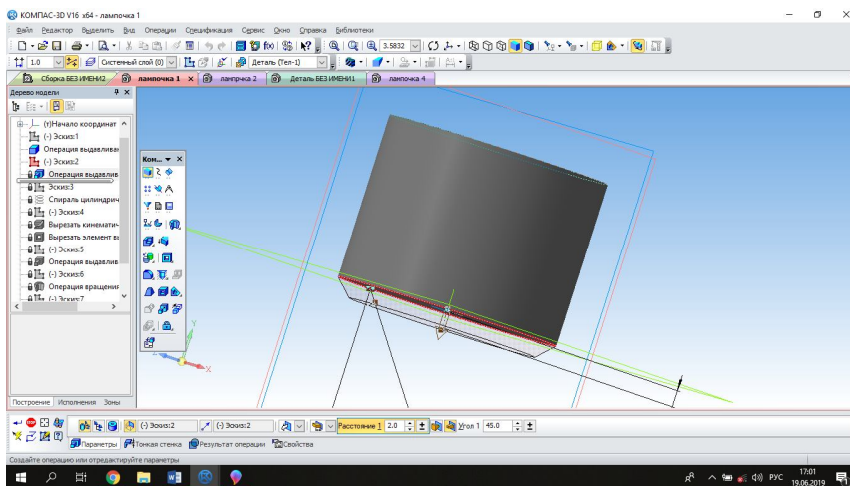 КОМПАС-3D V16 x64 - лампочка 1
Файл Редактор Выделить Вид Операции Спецификация Сервис Окно Справка Библиотеки
3.5832
1.0 Системный слой (0) Деталь (Тел-1)
Сборка БЕЗ ИМЕНИ2 лампочка 1 ланпрчка 2 Деталь БЕЗ ИМЕНИ1 лампочка 4
Дерево модели
(т)Начало координат
(-) Эскиз:1
Операция выдавливан
(-) Эскиз:2
Операция выдавлив
Эскиз:3
Спираль цилиндрич
(-) Эскиз:4
Вырезать кинемати
Вырезать элемент в
(-) Эскиз:5
Операция выдавлив
(-) Эскиз:6
Операция вращения
(-) Эскиз:7
Кон...
Y
Z
X
Построение Исполнения Зоны
(-) Эскиз:2 (-) Эскиз:2 Расстояние 1 2.0 Угол 1 45.0
Параметры Тонкая стенка Результат операции Свойства
Создайте операцию или отредактируйте параметры
РУС 17:01
19.06.2019